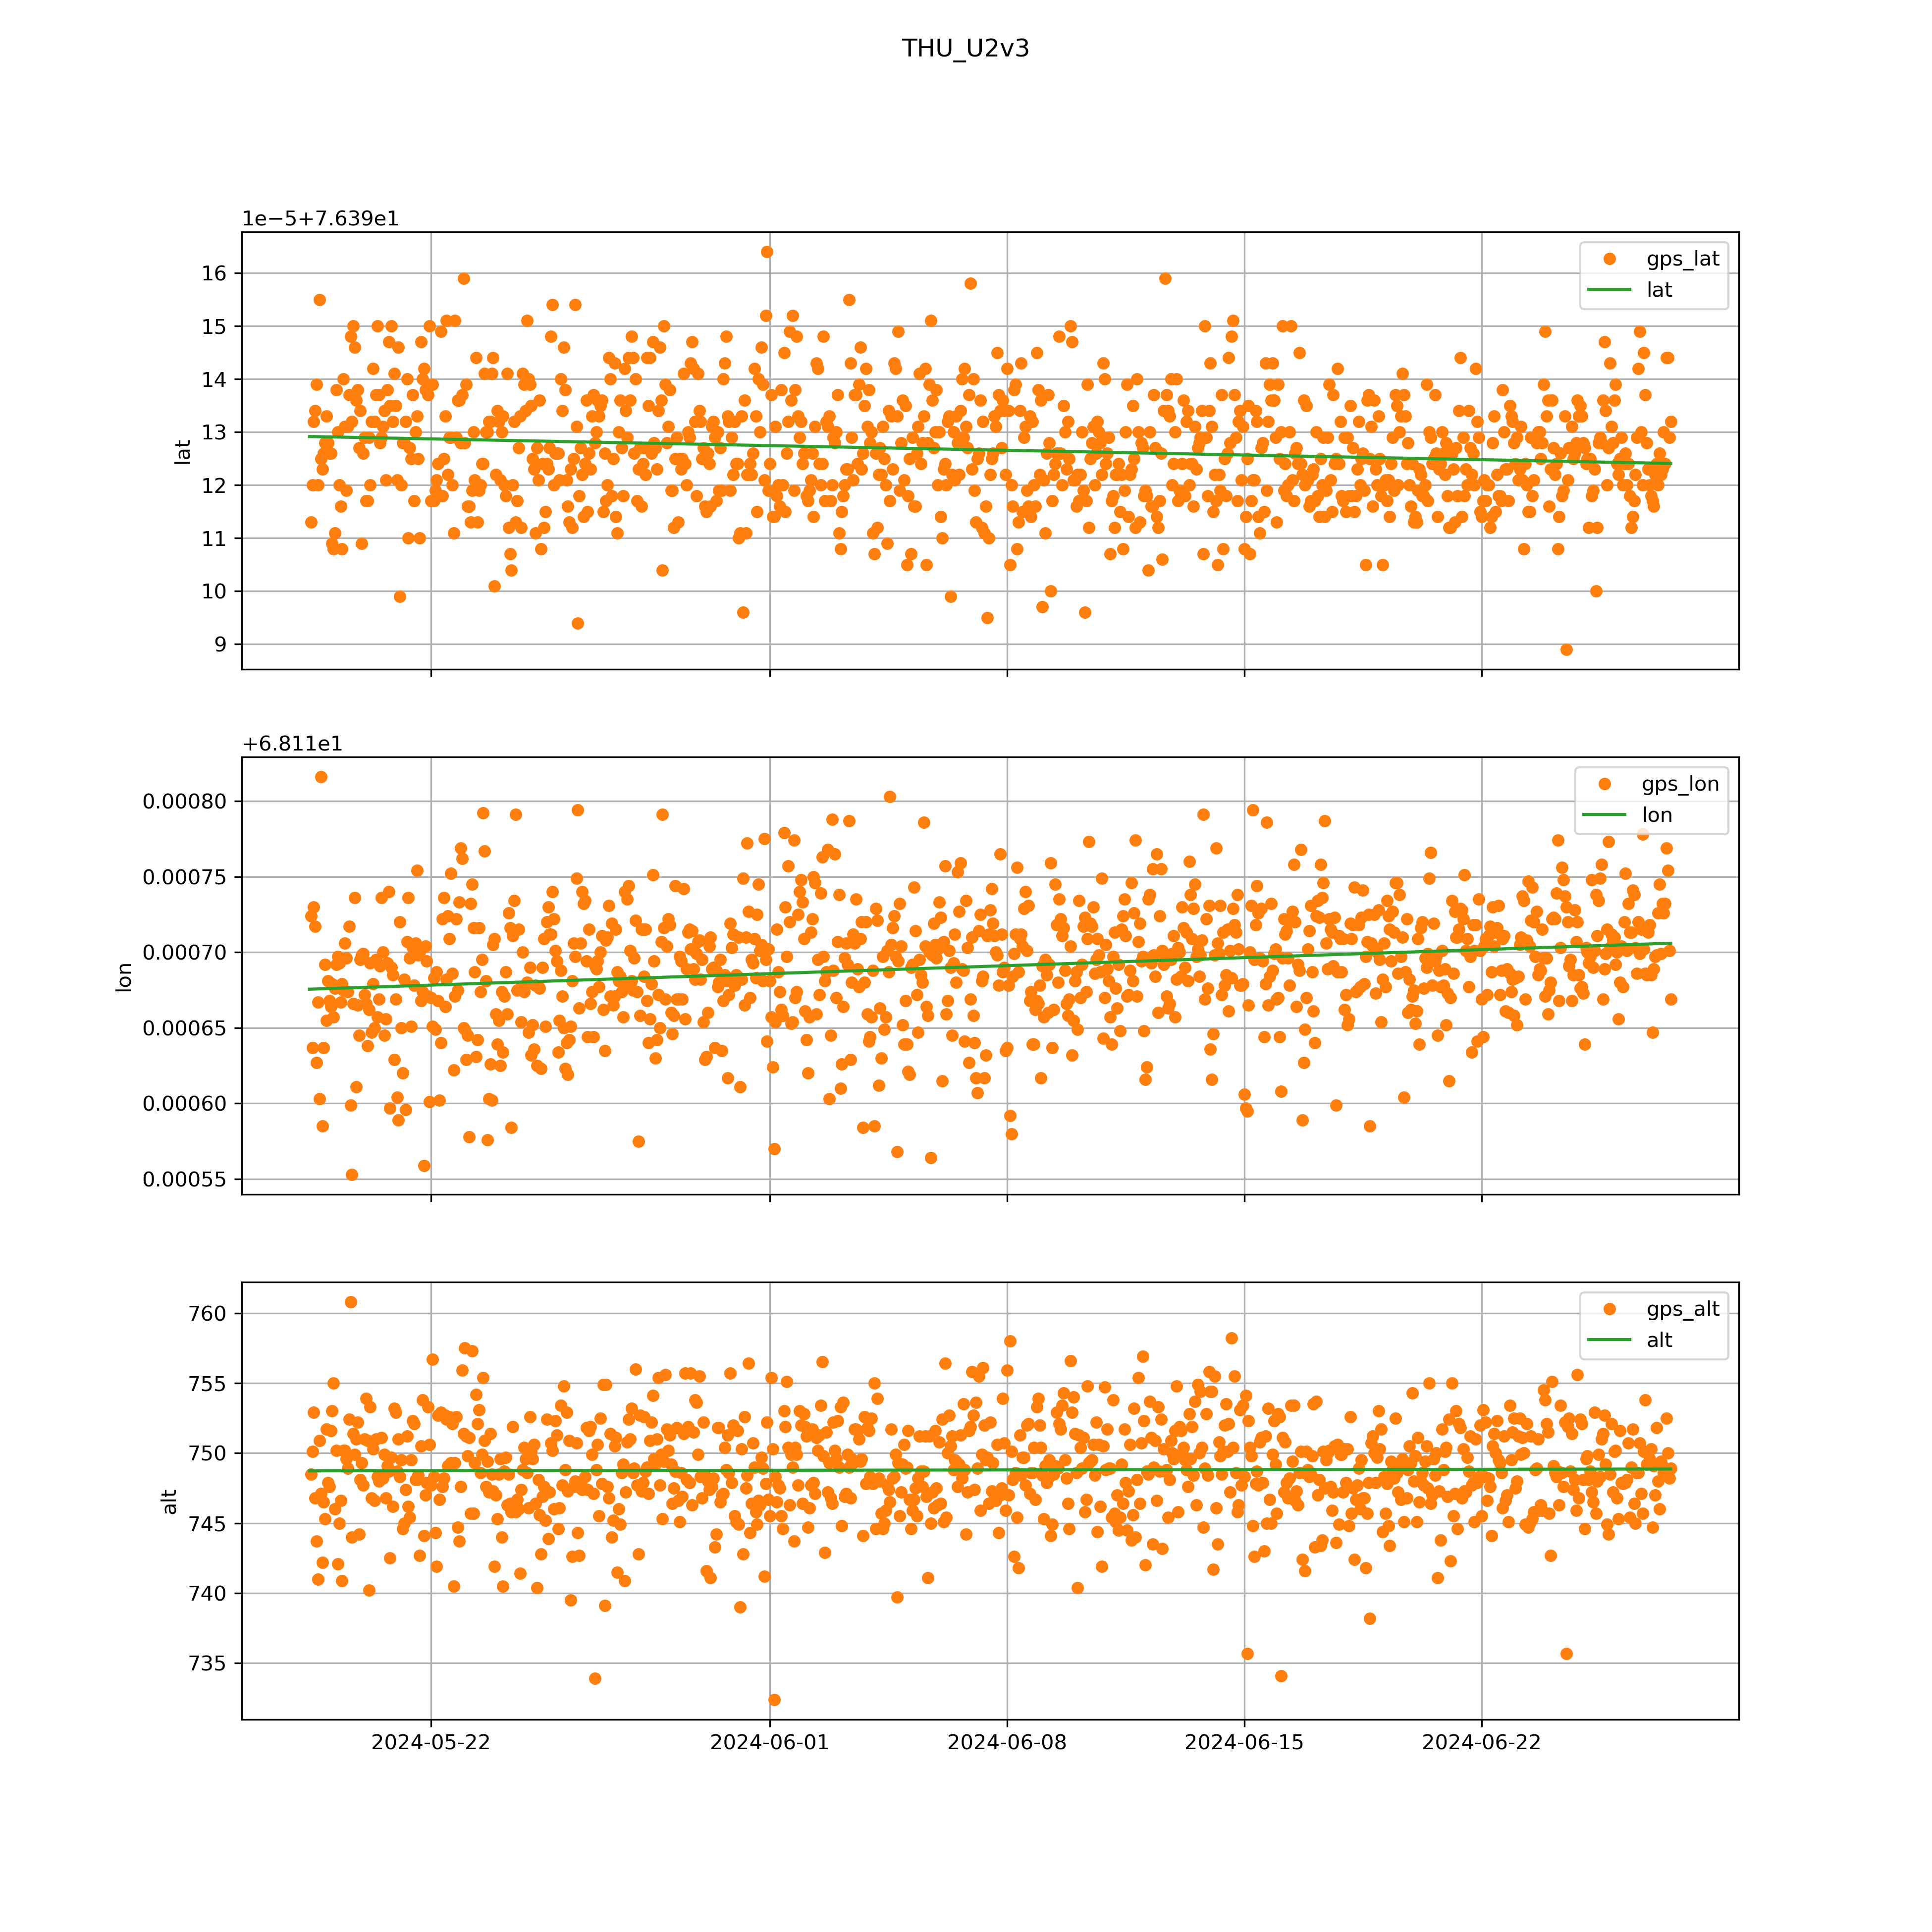 THU_U2v3
1e−5+7.639e1
16
15
14
13
12
11
10
9
lat
gps_lat
lat
+6.811e1
0.00080
0.00075
0.00070
0.00065
0.00060
0.00055
lon
gps_lon
lon
760
755
750
745
740
735
alt
gps_alt
alt
2024-05-22
2024-06-01
2024-06-08
2024-06-15
2024-06-22